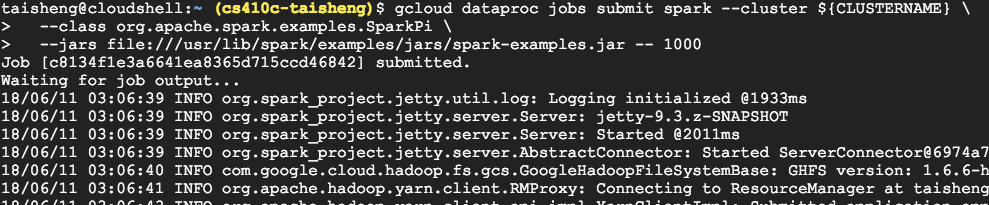 taisheng@cloudshell:~ (cs410c-taisheng)$ gcloud dataproc jobs submit spark --cluster ${CLUSTERNAME} \
>   --class org.apache.spark.examples.SparkPi \
>   --jars file:///usr/lib/spark/examples/jars/spark-examples.jar -- 1000
Job [c8134f1e3a6641ea8365d715ccd46842] submitted.
Waiting for job output...
18/06/11 03:06:39 INFO org.spark_project.jetty.util.log: Logging initialized @1933ms
18/06/11 03:06:39 INFO org.spark_project.jetty.server.Server: jetty-9.3.z-SNAPSHOT
18/06/11 03:06:39 INFO org.spark_project.jetty.server.Server: Started @2011ms
18/06/11 03:06:39 INFO org.spark_project.jetty.server.AbstractConnector: Started ServerConnector@6974a7
18/06/11 03:06:40 INFO com.google.cloud.hadoop.fs.gcs.GoogleHadoopFileSystemBase: GHFS version: 1.6.6-h
18/06/11 03:06:41 INFO org.apache.hadoop.yarn.client.RMProxy: Connecting to ResourceManager at taisheng